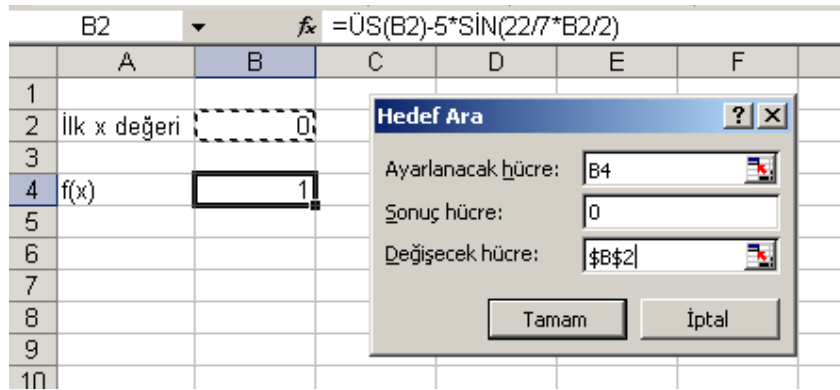 B2 fx =ÜS(B2)-5*SİN(22/7*B2/2)
A B C D E F
1
2 İlk x değeri 0
3
4 f(x) 1
5
6
7
8
9
10
Hedef Ara ? X
Ayarlanacak hücre: B4
Sonuç hücre: 0
Değişecek hücre: $B$2
Tamam İptal